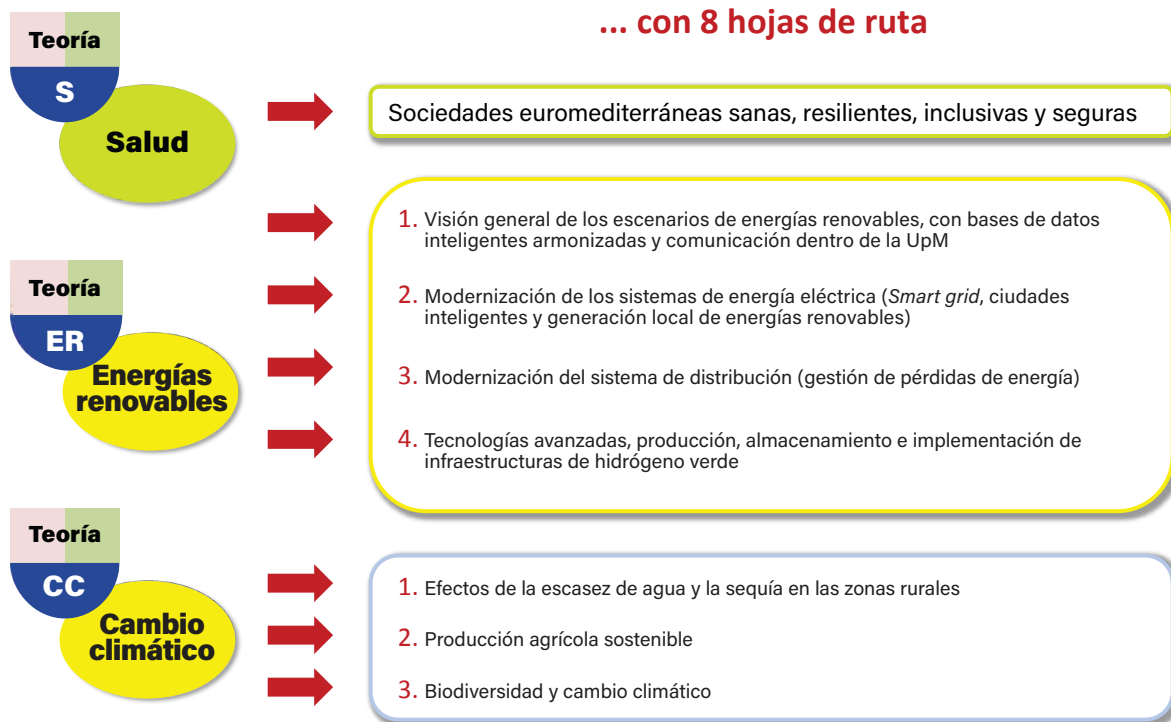 ... con 8 hojas de ruta
Teoría
S
Salud
Sociedades euromediterráneas sanas, resilientes, inclusivas y seguras
Teoría
ER
Energías
renovables
1. Visión general de los escenarios de energías renovables, con bases de datos
inteligentes armonizadas y comunicación dentro de la UpM
2. Modernización de los sistemas de energía eléctrica (Smart grid, ciudades
inteligentes y generación local de energías renovables)
3. Modernización del sistema de distribución (gestión de pérdidas de energía)
4. Tecnologías avanzadas, producción, almacenamiento e implementación de
infraestructuras de hidrógeno verde
Teoría
CC
Cambio
climático
1. Efectos de la escasez de agua y la sequía en las zonas rurales
2. Producción agrícola sostenible
3. Biodiversidad y cambio climático